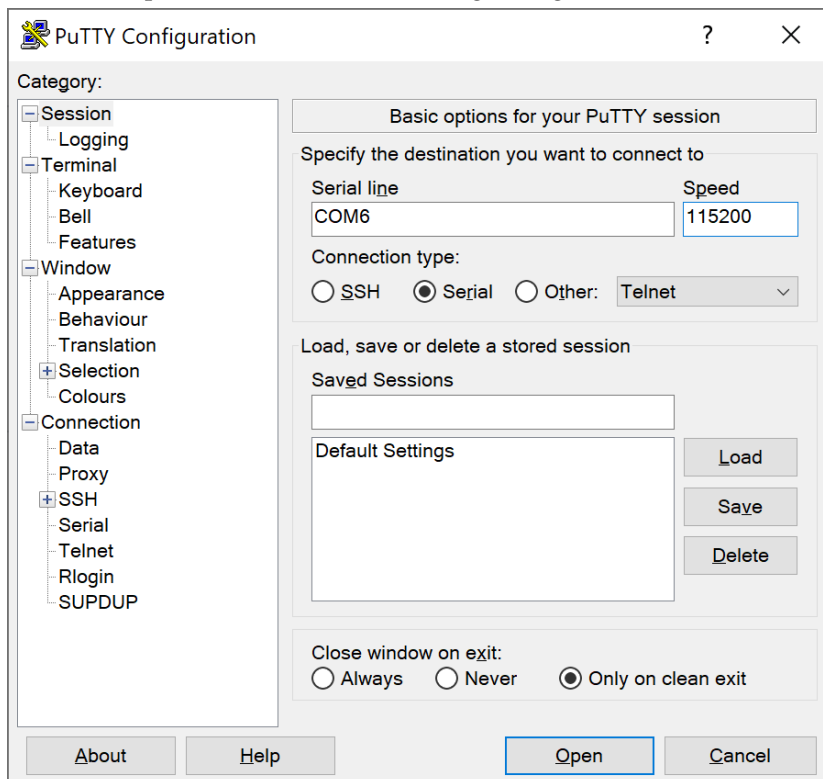 PuTTY Configuration
?
Category:
Session
Logging
Terminal
Keyboard
Bell
Features
Window
Appearance
Behaviour
Translation
Selection
Colours
Connection
Data
Proxy
SSH
Serial
Telnet
Rlogin
SUPDUP
Basic options for your PuTTY session
Specify the destination you want to connect to
Serial line Speed
COM6 115200
Connection type:
SSH Serial Other: Telnet
Load, save or delete a stored session
Saved Sessions
Default Settings
Load
Save
Delete
Close window on exit:
Always Never Only on clean exit
About Help Open Cancel